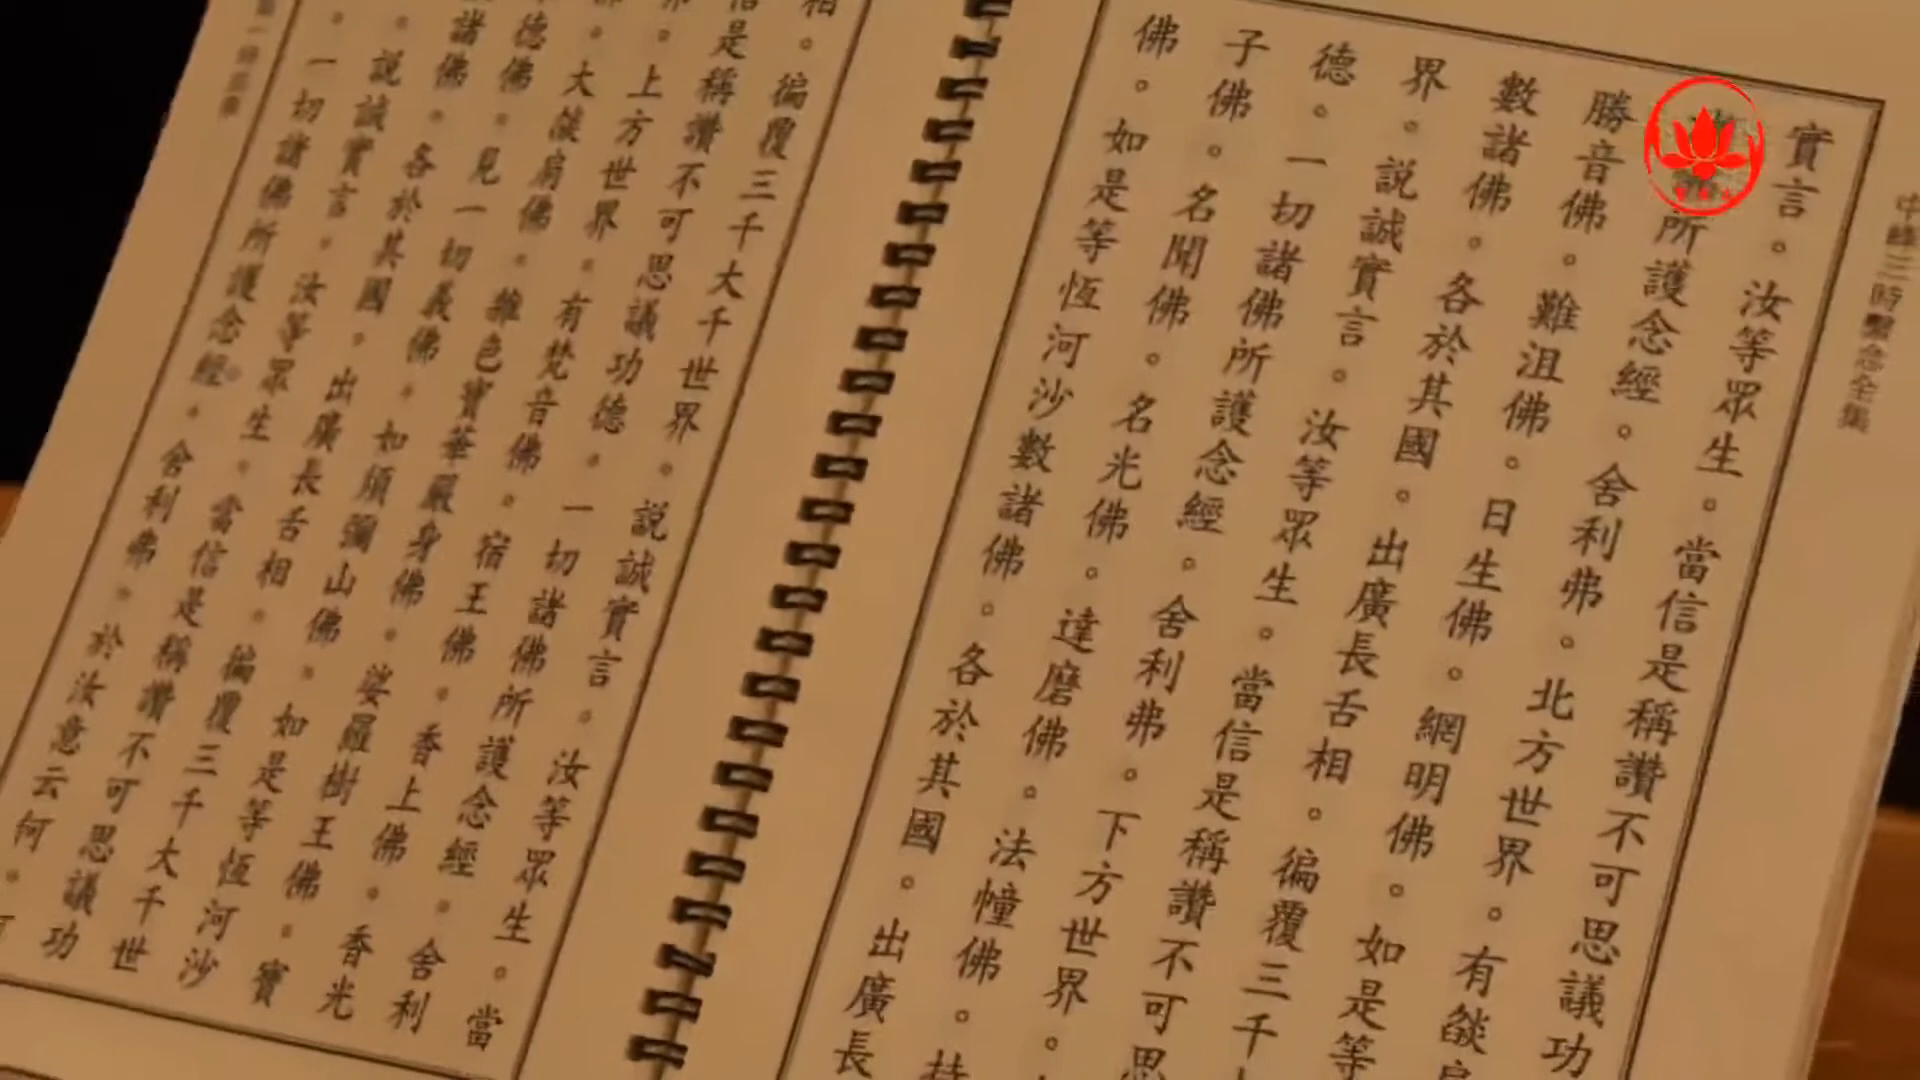 中峰三時繫念全集
實言。汝等眾生。當信是稱讚不可思議功
所護念經。舍利弗。北方世界。有燄肩
勝音佛。難沮佛。日生佛。網明佛。如是等
數諸佛。各於其國。出廣長舌相。徧覆三千
界。說誠實言。汝等眾生。當信是稱讚不可思
德。一切諸佛所護念經。舍利弗。下方世界。
子佛。名聞佛。名光佛。達磨佛。法幢佛。持
佛。如是等恆河沙數諸佛。各於其國。出廣長
相。徧覆三千大千世界。說誠實言。汝等眾生。當
信是稱讚不可思議功德。一切諸佛所護念經。舍利
弗。上方世界。有梵音佛。宿王佛。香上佛。香光
佛。大燄肩佛。雜色寶華嚴身佛。娑羅樹王佛。寶
華德佛。見一切義佛。如須彌山佛。如是等恆河沙
數諸佛。各於其國。出廣長舌相。徧覆三千大千世
。說誠實言。汝等眾生。當信是稱讚不可思議功
。一切諸佛所護念經。舍利弗。於汝意云何。